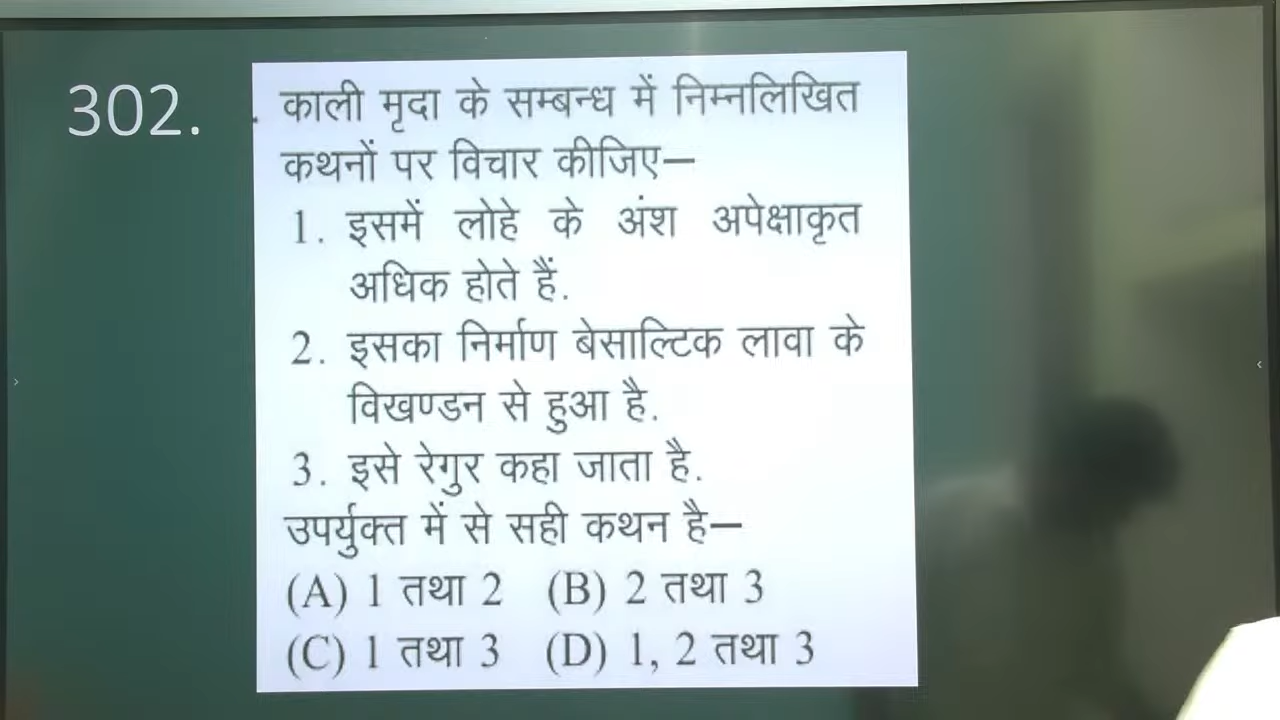 302.
. काली मृदा के सम्बन्ध में निम्नलिखित
कथनों पर विचार कीजिए—
1. इसमें लोहे के अंश अपेक्षाकृत
अधिक होते हैं.
2. इसका निर्माण बेसाल्टिक लावा के
विखण्डन से हुआ है.
3. इसे रेगुर कहा जाता है.
उपर्युक्त में से सही कथन है—
(A) 1 तथा 2 (B) 2 तथा 3
(C) 1 तथा 3 (D) 1, 2 तथा 3